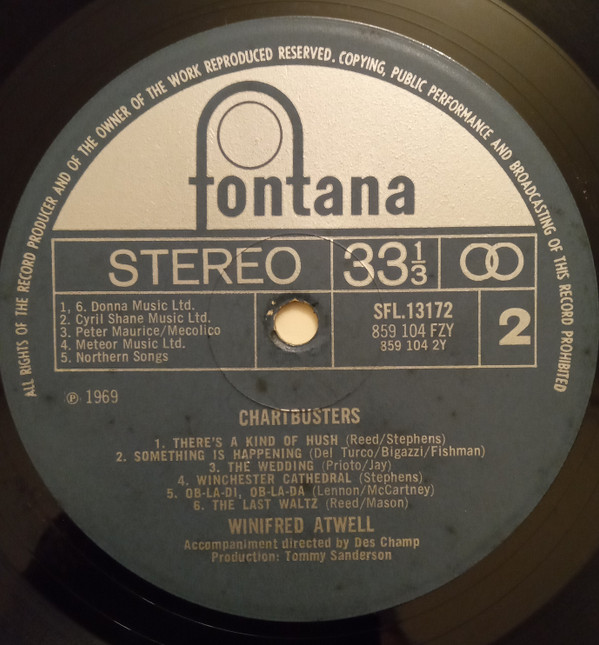 ALL RIGHTS OF THE RECORD PRODUCER AND OF THE OWNER OF THE WORK REPRODUCED RESERVED. COPYING, PUBLIC PERFORMANCE AND BROADCASTING OF THIS RECORD PROHIBITED
fontana
STEREO 33 1/3
1, 6. Donna Music Ltd.
2. Cyril Shane Music Ltd.
3. Peter Maurice/Mecolico
4. Meteor Music Ltd.
5. Northern Songs
SFL.13172
859 104 FZY
859 104 2Y
2
℗ 1969
CHARTBUSTERS
1. THERE'S A KIND OF HUSH (Reed/Stephens)
2. SOMETHING IS HAPPENING (Del Turco/Bigazzi/Fishman)
3. THE WEDDING (Prioto/Jay)
4. WINCHESTER CATHEDRAL (Stephens)
5. OB-LA-DI, OB-LA-DA (Lennon/McCartney)
6. THE LAST WALTZ (Reed/Mason)
WINIFRED ATWELL
Accompaniment directed by Des Champ
Production: Tommy Sanderson